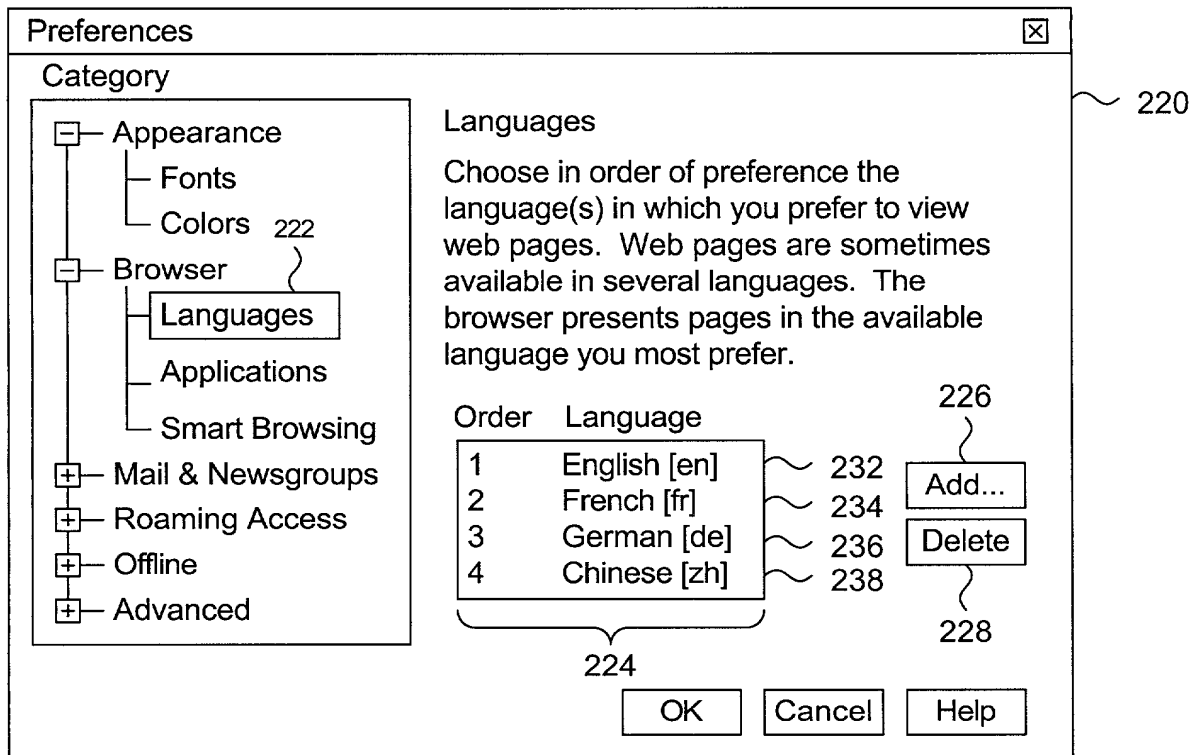 Preferences
Category
220
Appearance
Fonts
Colors
222
Browser
Languages
Applications
Smart Browsing
+ Mail & Newsgroups
+ Roaming Access
+ Offline
+ Advanced
Languages
Choose in order of preference the
language(s) in which you prefer to view
web pages. Web pages are sometimes
available in several languages. The
browser presents pages in the available
language you most prefer.
Order Language
1 English [en] 232
2 French [fr] 234
3 German [de] 236
4 Chinese [zh] 238
224
226
Add...
Delete
228
OK Cancel Help